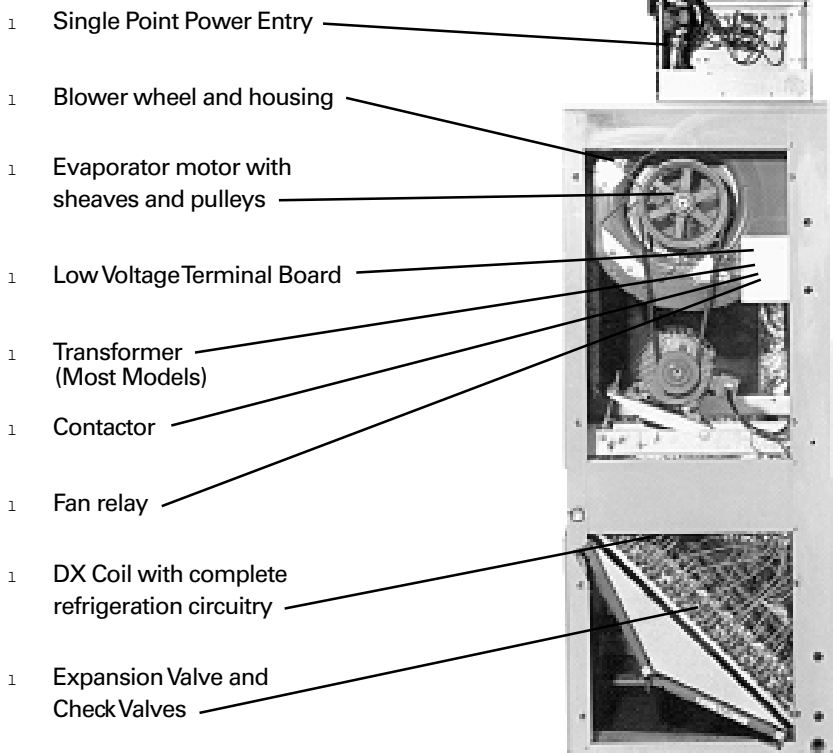 ı Single Point Power Entry
ı Blower wheel and housing
ı Evaporator motor with
sheaves and pulleys
ı Low Voltage Terminal Board
ı Transformer
(Most Models)
ı Contactor
ı Fan relay
ı DX Coil with complete
refrigeration circuitry
ı Expansion Valve and
Check Valves